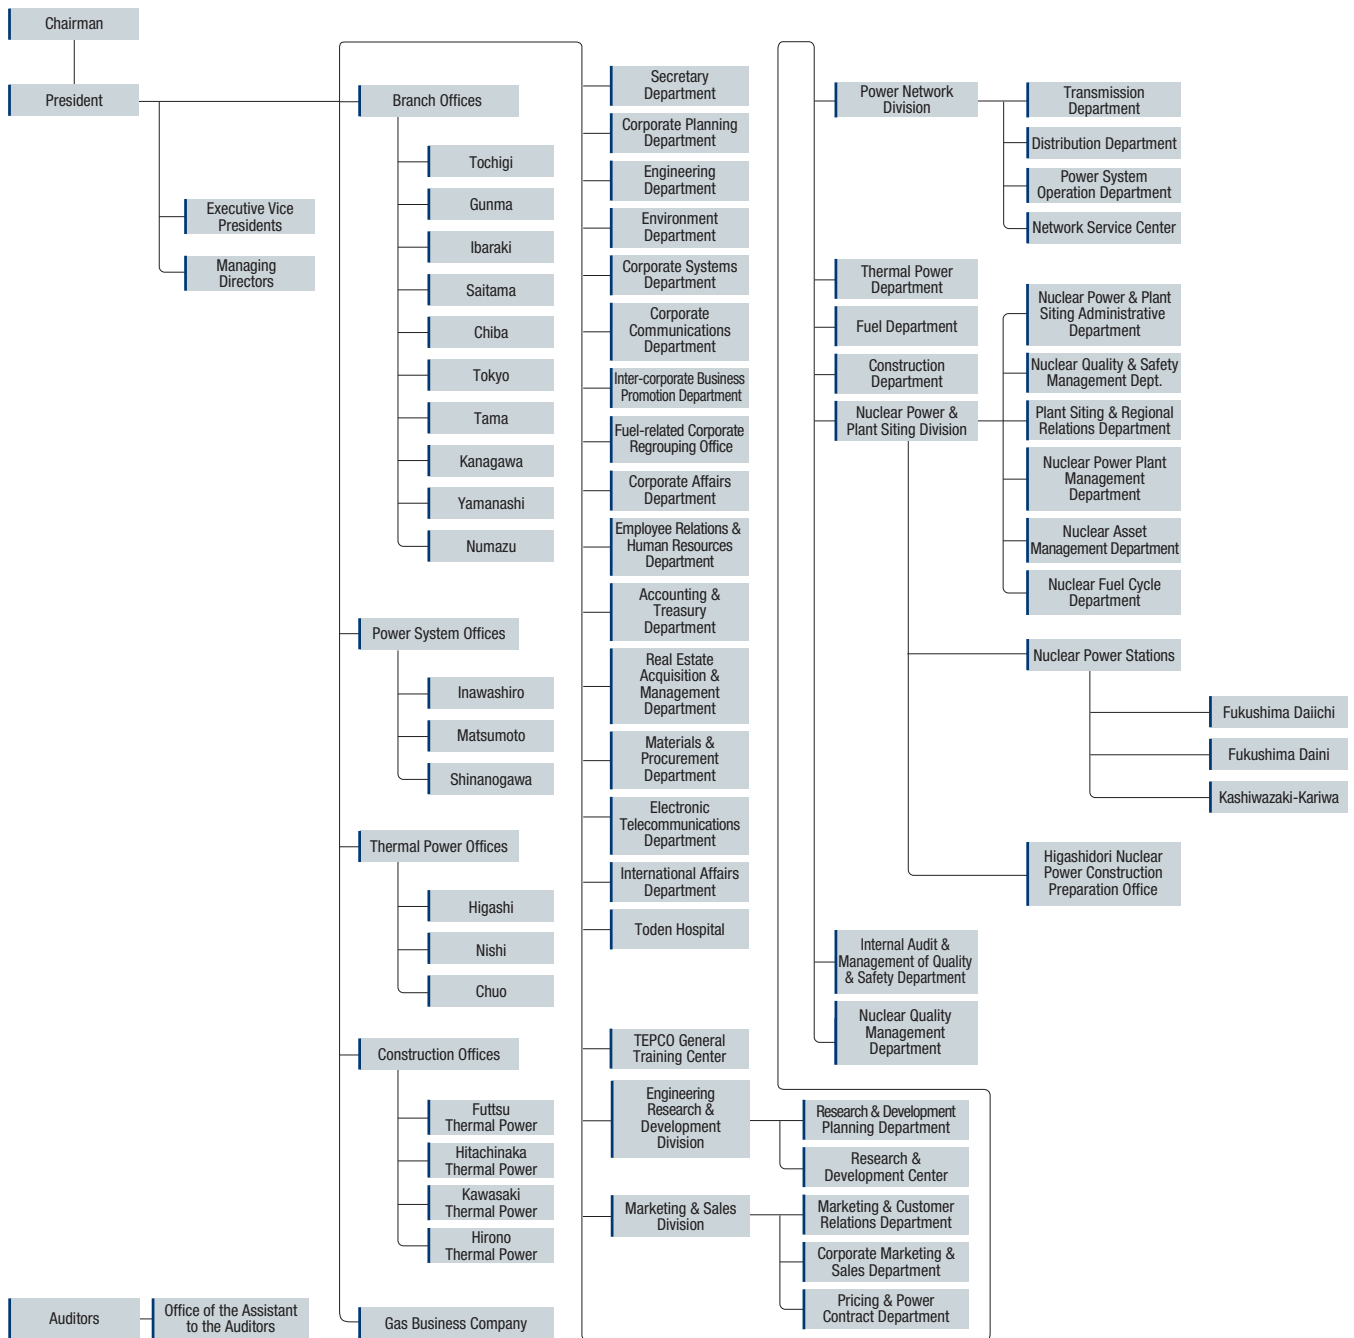 Chairman
President
Executive Vice
Presidents
Managing
Directors
Auditors
Office of the Assistant
to the Auditors
Branch Offices
Tochigi
Gunma
Ibaraki
Saitama
Chiba
Tokyo
Tama
Kanagawa
Yamanashi
Numazu
Power System Offices
Inawashiro
Matsumoto
Shinanogawa
Thermal Power Offices
Higashi
Nishi
Chuo
Construction Offices
Futtsu
Thermal Power
Hitachinaka
Thermal Power
Kawasaki
Thermal Power
Hirono
Thermal Power
Gas Business Company
Secretary
Department
Corporate Planning
Department
Engineering
Department
Environment
Department
Corporate Systems
Department
Corporate
Communications
Department
Inter-corporate Business
Promotion Department
Fuel-related Corporate
Regrouping Office
Corporate Affairs
Department
Employee Relations &
Human Resources
Department
Accounting &
Treasury
Department
Real Estate
Acquisition &
Management
Department
Materials &
Procurement
Department
Electronic
Telecommunications
Department
International Affairs
Department
Toden Hospital
TEPCO General
Training Center
Engineering
Research &
Development
Division
Research & Development
Planning Department
Research &
Development Center
Marketing & Sales
Division
Marketing & Customer
Relations Department
Corporate Marketing &
Sales Department
Pricing & Power
Contract Department
Power Network
Division
Transmission
Department
Distribution Department
Power System
Operation Department
Network Service Center
Thermal Power
Department
Fuel Department
Construction
Department
Nuclear Power &
Plant Siting Division
Nuclear Power & Plant
Siting Administrative
Department
Nuclear Quality & Safety
Management Dept.
Plant Siting & Regional
Relations Department
Nuclear Power Plant
Management
Department
Nuclear Asset
Management Department
Nuclear Fuel Cycle
Department
Nuclear Power Stations
Fukushima Daiichi
Fukushima Daini
Kashiwazaki-Kariwa
Higashidori Nuclear
Power Construction
Preparation Office
Internal Audit &
Management of Quality
& Safety Department
Nuclear Quality
Management
Department